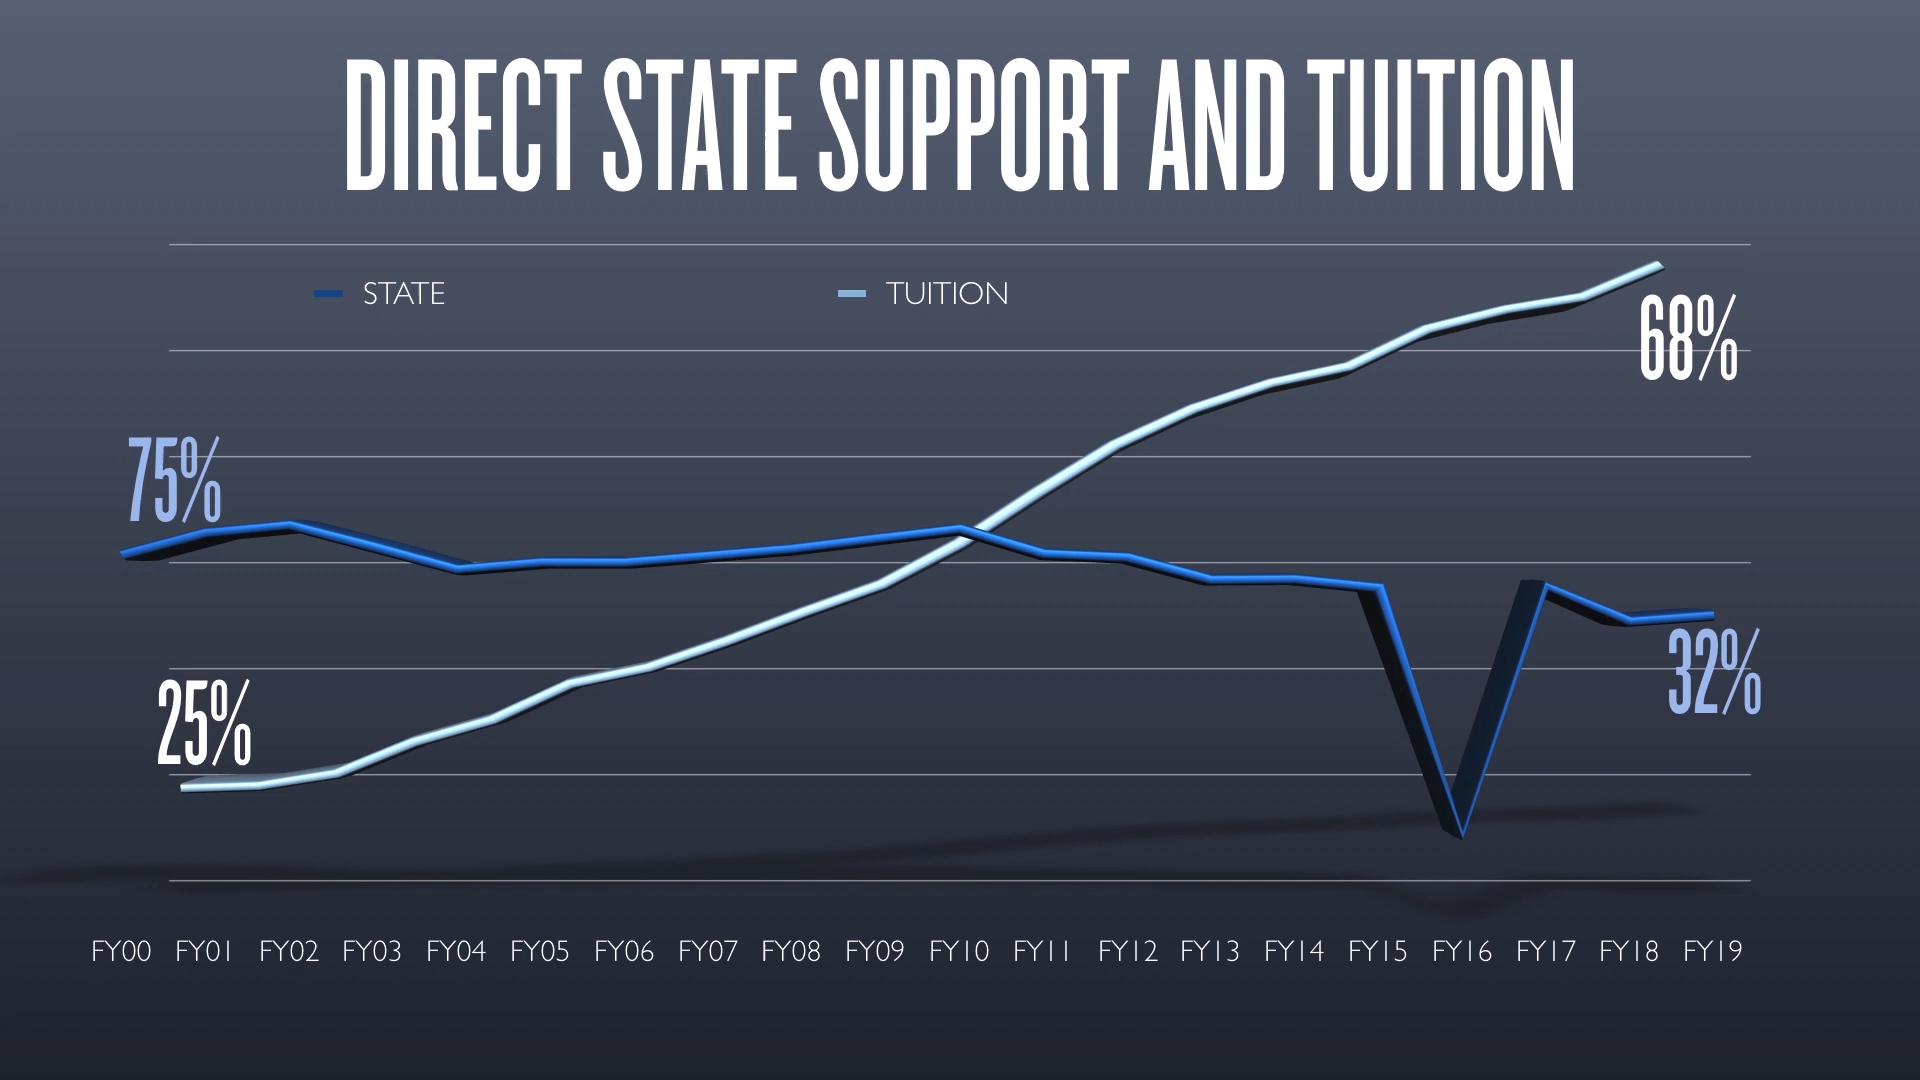 DIRECT STATE SUPPORT AND TUITION
STATE TUITION
68%
75%
32%
25%
FY00 FY01 FY02 FY03 FY04 FY05 FY06 FY07 FY08 FY09 FY10 FY11 FY12 FY13 FY14 FY15 FY16 FY17 FY18 FY19